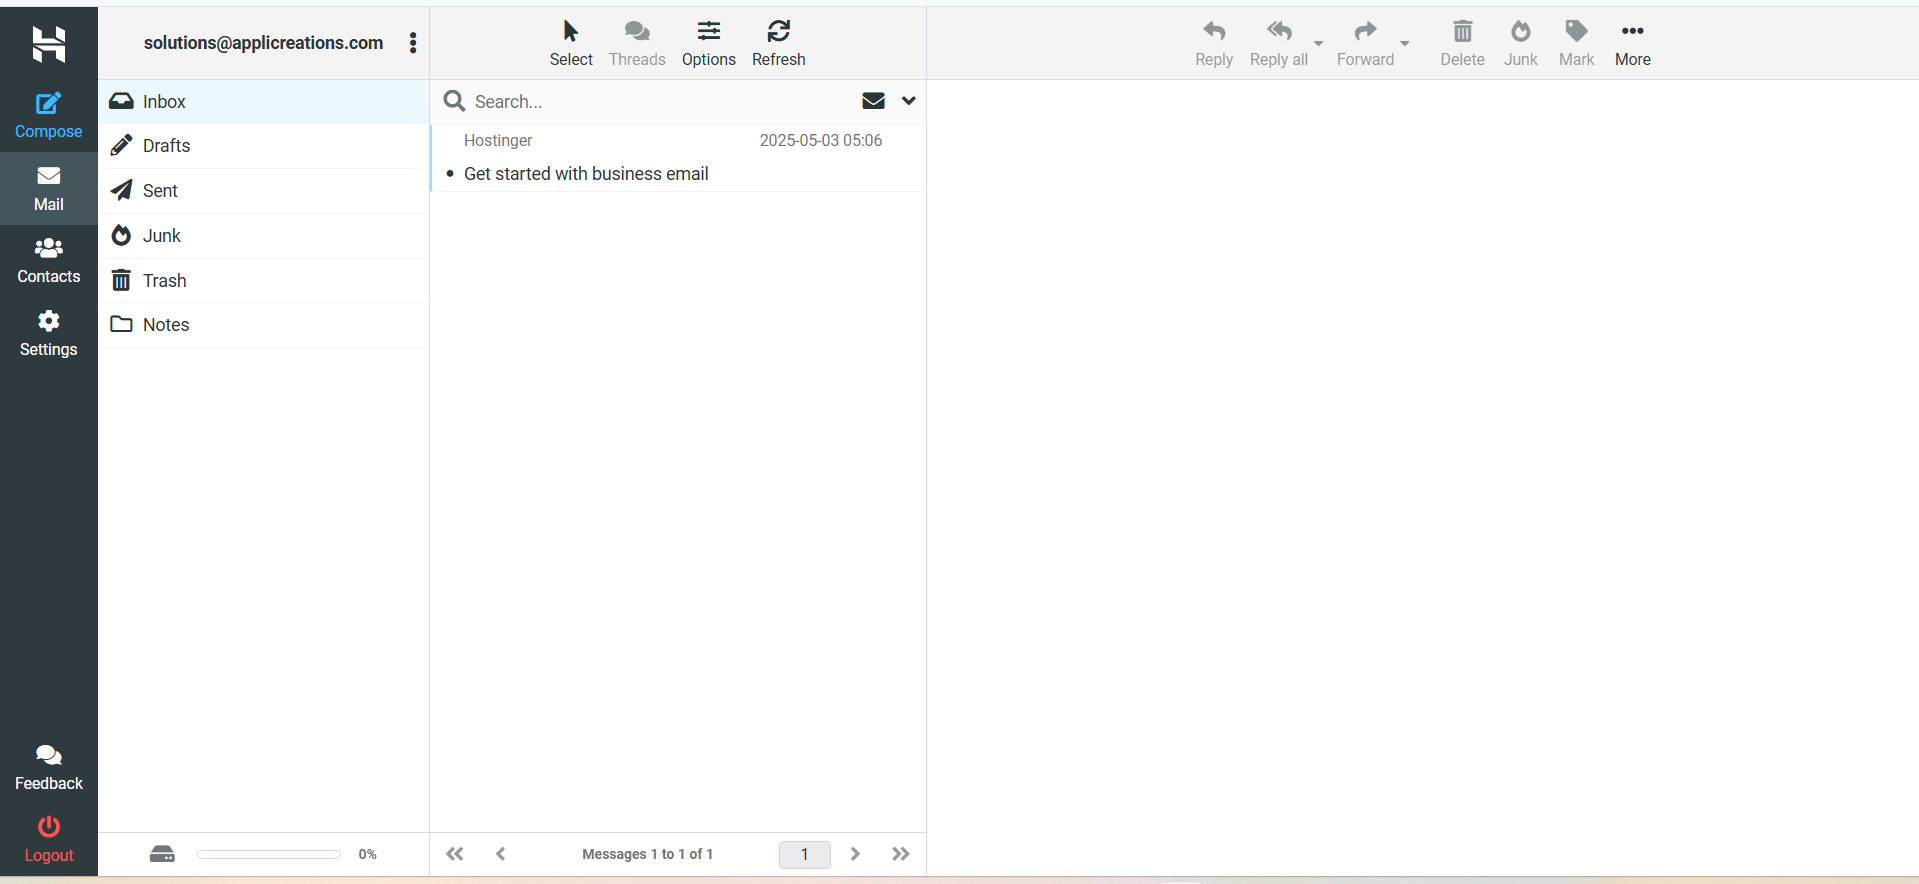 solutions@applicreations.com
Select
Threads
Options
Refresh
Reply
Reply all
Forward
Delete
Junk
Mark
More
Compose
Mail
Contacts
Settings
Feedback
Logout
Inbox
Drafts
Sent
Junk
Trash
Notes
0%
Search...
Hostinger 2025-05-03 05:06
• Get started with business email
Messages 1 to 1 of 1
1